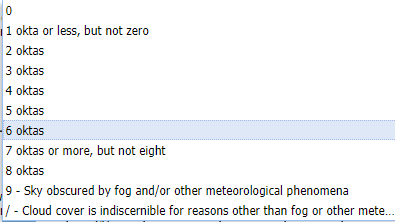 0
1 okta or less, but not zero
2 oktas
3 oktas
4 oktas
5 oktas
6 oktas
7 oktas or more, but not eight
8 oktas
9 - Sky obscured by fog and/or other meteorological phenomena
/ - Cloud cover is indiscernible for reasons other than fog or other mete...